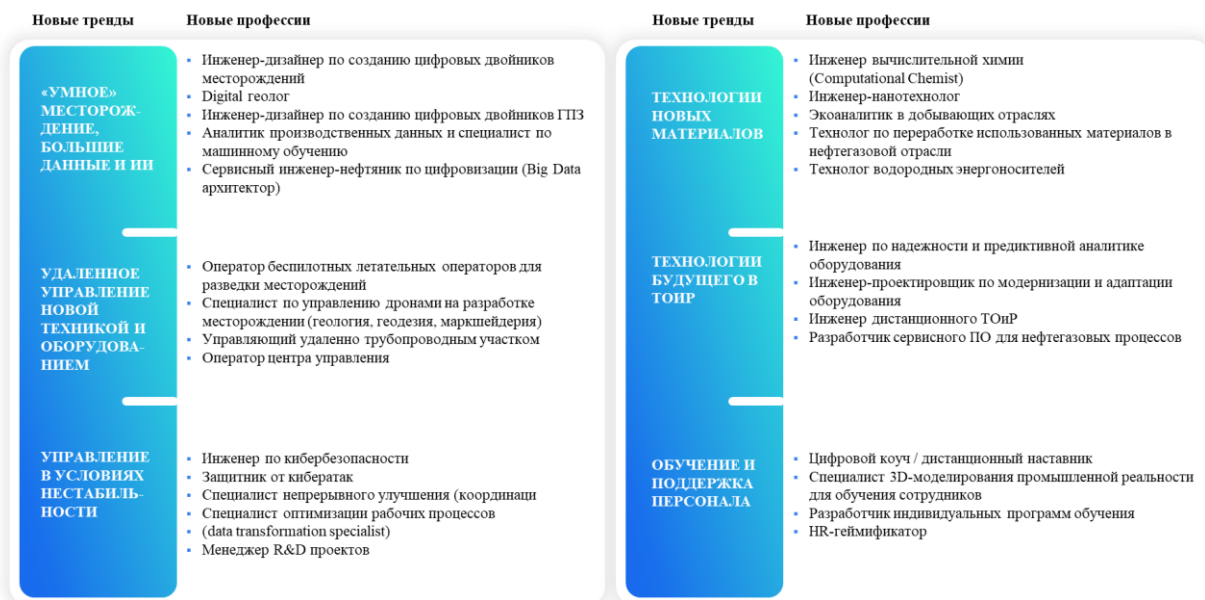 Новые тренды
Новые профессии
«УМНОЕ»
МЕСТОРОЖ-
ДЕНИЕ,
БОЛЬШИЕ
ДАННЫЕ И ИИ
▪ Инженер-дизайнер по созданию цифровых двойников
месторождений
▪ Digital геолог
▪ Инженер-дизайнер по созданию цифровых двойников ГПЗ
▪ Аналитик производственных данных и специалист по
машинному обучению
▪ Сервисный инженер-нефтяник по цифровизации (Big Data
архитектор)
УДАЛЕННОЕ
УПРАВЛЕНИЕ
НОВОЙ
ТЕХНИКОЙ И
ОБОРУДОВА-
НИЕМ
▪ Оператор беспилотных летательных операторов для
разведки месторождений
▪ Специалист по управлению дронами на разработке
месторождении (геология, геодезия, маркшейдерия)
▪ Управляющий удаленно трубопроводным участком
▪ Оператор центра управления
УПРАВЛЕНИЕ
В УСЛОВИЯХ
НЕСТАБИЛЬ-
НОСТИ
▪ Инженер по кибербезопасности
▪ Защитник от кибератак
▪ Специалист непрерывного улучшения (координаци
▪ Специалист оптимизации рабочих процессов
▪ (data transformation specialist)
▪ Менеджер R&D проектов
Новые тренды
Новые профессии
ТЕХНОЛОГИИ
НОВЫХ
МАТЕРИАЛОВ
▪ Инженер вычислительной химии
(Computational Chemist)
▪ Инженер-нанотехнолог
▪ Экоаналитик в добывающих отраслях
▪ Технолог по переработке использованных материалов в
нефтегазовой отрасли
▪ Технолог водородных энергоносителей
ТЕХНОЛОГИИ
БУДУЩЕГО В
ТОИР
▪ Инженер по надежности и предиктивной аналитике
оборудования
▪ Инженер-проектировщик по модернизации и адаптации
оборудования
▪ Инженер дистанционного ТОиР
▪ Разработчик сервисного ПО для нефтегазовых процессов
ОБУЧЕНИЕ И
ПОДДЕРЖКА
ПЕРСОНАЛА
▪ Цифровой коуч / дистанционный наставник
▪ Специалист 3D-моделирования промышленной реальности
для обучения сотрудников
▪ Разработчик индивидуальных программ обучения
▪ HR-геймификатор